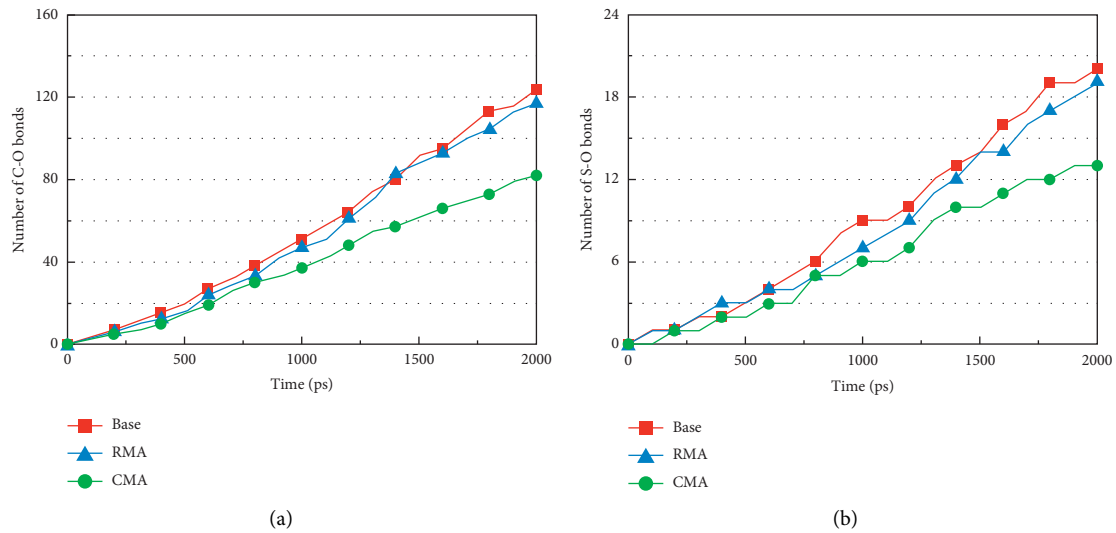 160
120
80
40
0
Number of C-O bonds
0
500
1000
1500
2000
Time (ps)
Base
RMA
CMA
(a)
24
18
12
6
0
Number of S-O bonds
0
500
1000
1500
2000
Time (ps)
Base
RMA
CMA
(b)